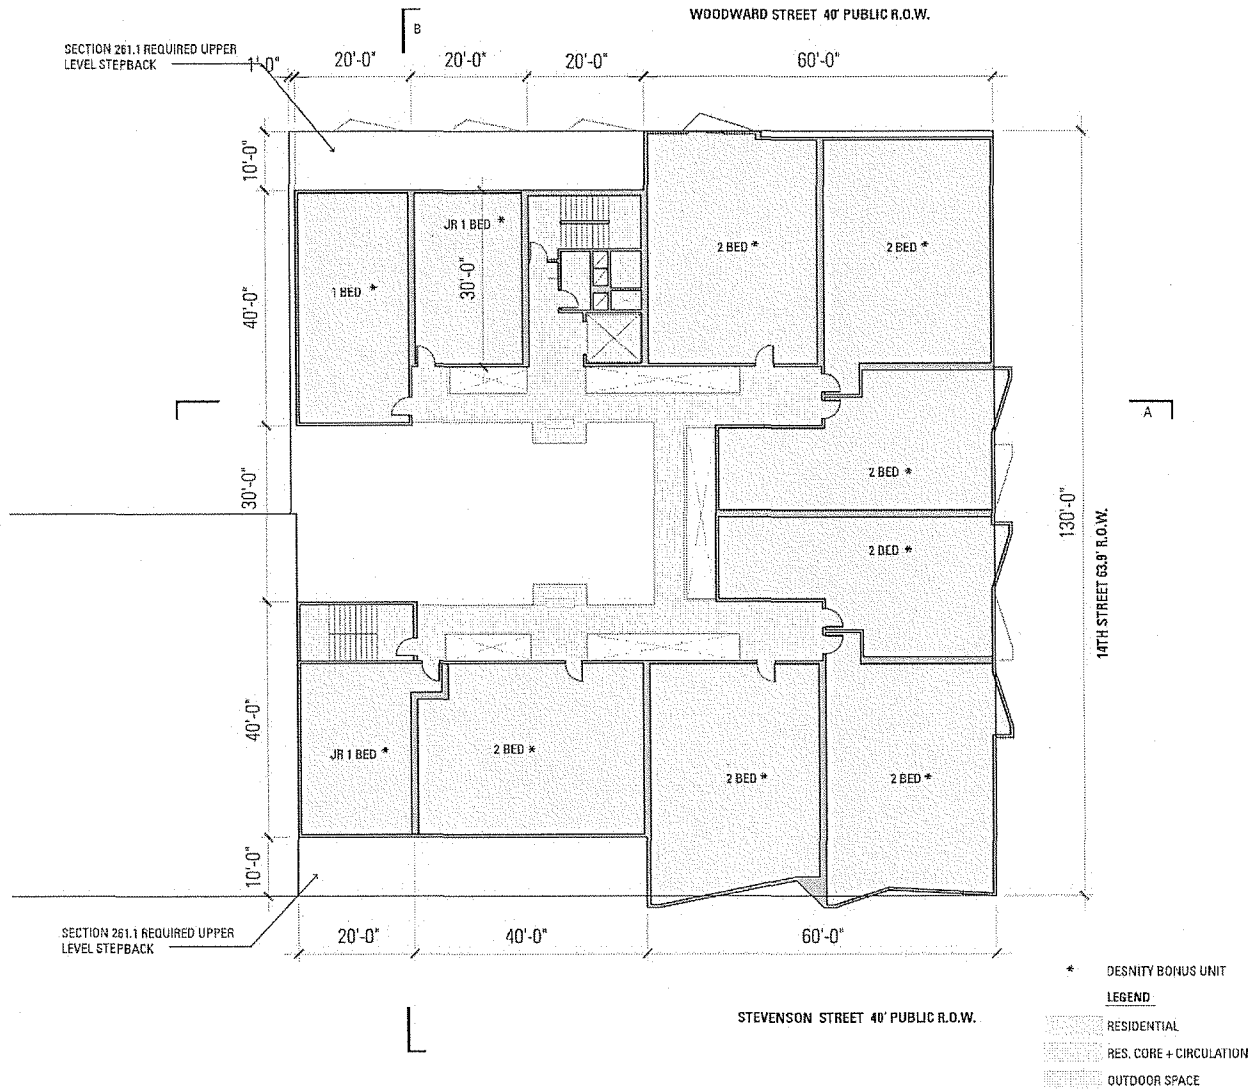 WOODWARD STREET 40' PUBLIC R.O.W.
B
SECTION 261.1 REQUIRED UPPER
LEVEL STEPBACK
1'-0"
20'-0"
20'-0"
20'-0"
60'-0"
10'-0"
JR 1 BED *
2 BED *
2 BED *
30'-0"
1 BED *
40'-0"
A
30'-0"
2 BED *
130'-0"
2 BED *
14TH STREET 63.9' R.O.W.
40'-0"
JR 1 BED *
2 BED *
2 BED *
2 BED *
10'-0"
SECTION 261.1 REQUIRED UPPER
LEVEL STEPBACK
20'-0"
40'-0"
60'-0"
* DESNITY BONUS UNIT
LEGEND
STEVENSON STREET 40' PUBLIC R.O.W.
RESIDENTIAL
RES. CORE + CIRCULATION
OUTDOOR SPACE